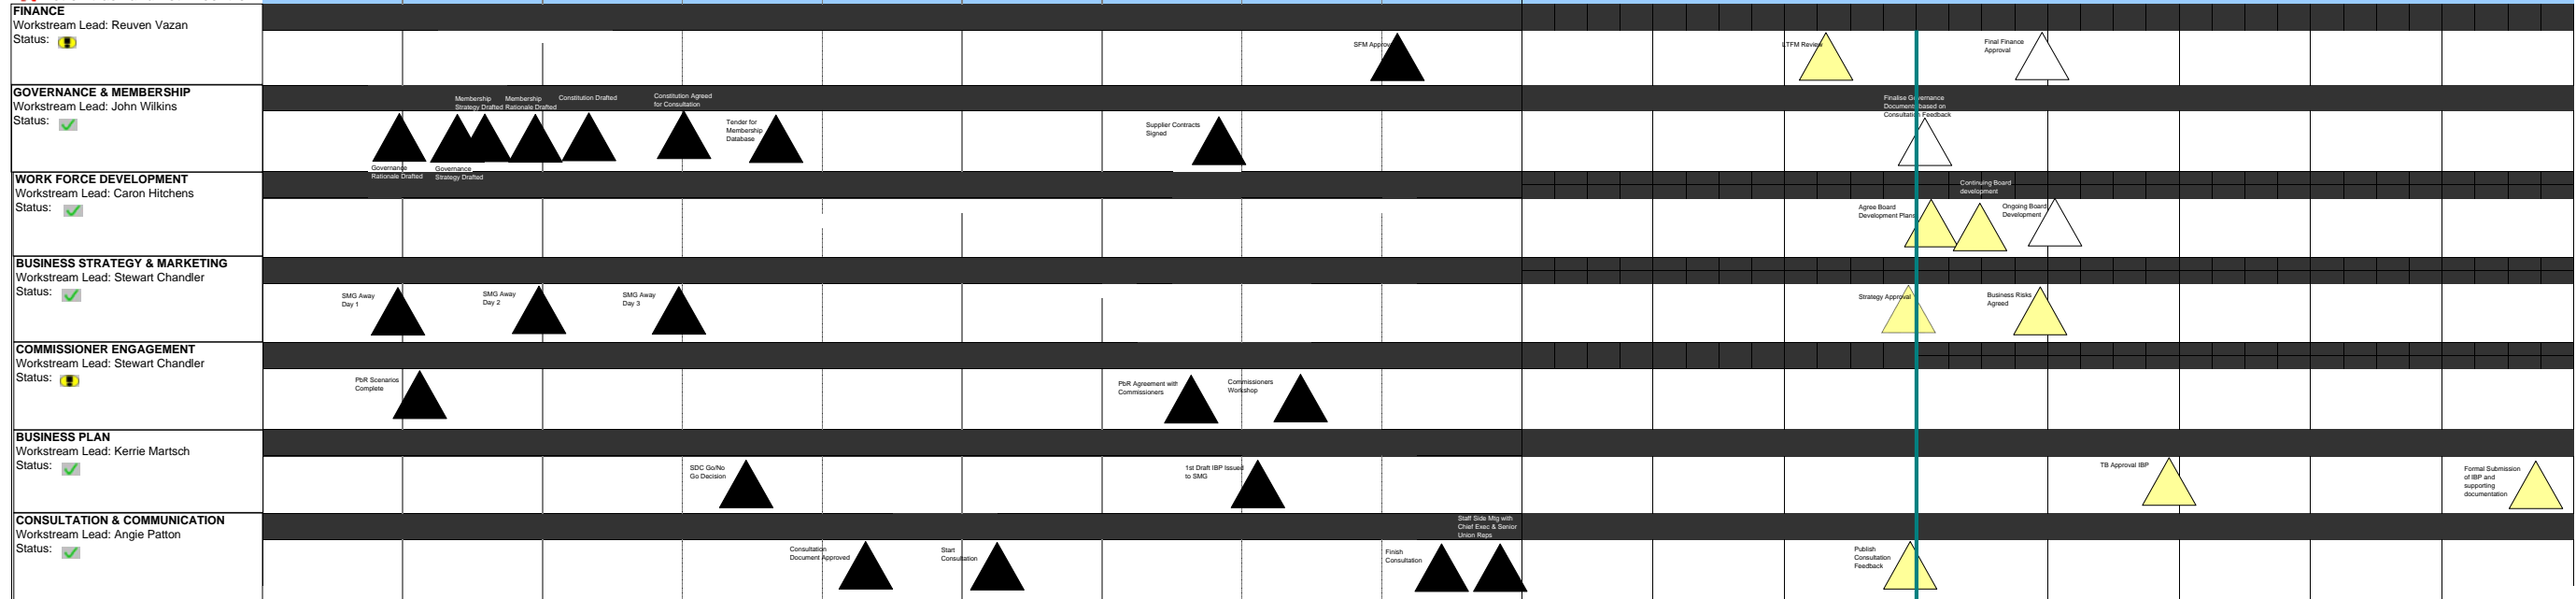 FINANCE
Workstream Lead: Reuven Vazan
Status:
SFM Approval
LTFM Review
Final Finance
Approval
GOVERNANCE & MEMBERSHIP
Workstream Lead: John Wilkins
Status:
Membership
Strategy Drafted
Membership
Rationale Drafted
Constitution Drafted
Constitution Agreed
for Consultation
Tender for
Membership
Database
Supplier Contracts
Signed
Finalise Governance
Documents based on
Consultation Feedback
Governance
Rationale Drafted
Governance
Strategy Drafted
WORK FORCE DEVELOPMENT
Workstream Lead: Caron Hitchens
Status:
Agree Board
Development Plans
Continuing Board
development
Ongoing Board
Development
BUSINESS STRATEGY & MARKETING
Workstream Lead: Stewart Chandler
Status:
SMG Away
Day 1
SMG Away
Day 2
SMG Away
Day 3
Strategy Approval
Business Risks
Agreed
COMMISSIONER ENGAGEMENT
Workstream Lead: Stewart Chandler
Status:
PbR Scenarios
Complete
PbR Agreement with
Commissioners
Commissioners
Workshop
BUSINESS PLAN
Workstream Lead: Kerrie Martsch
Status:
SDC Go/No
Go Decision
1st Draft IBP Issued
to SMG
TB Approval IBP
Formal Submission
of IBP and
supporting
documentation
CONSULTATION & COMMUNICATION
Workstream Lead: Angie Patton
Status:
Consultation
Document Approved
Start
Consultation
Finish
Consultation
Staff Side Mtg with
Chief Exec & Senior
Union Reps
Publish
Consultation
Feedback